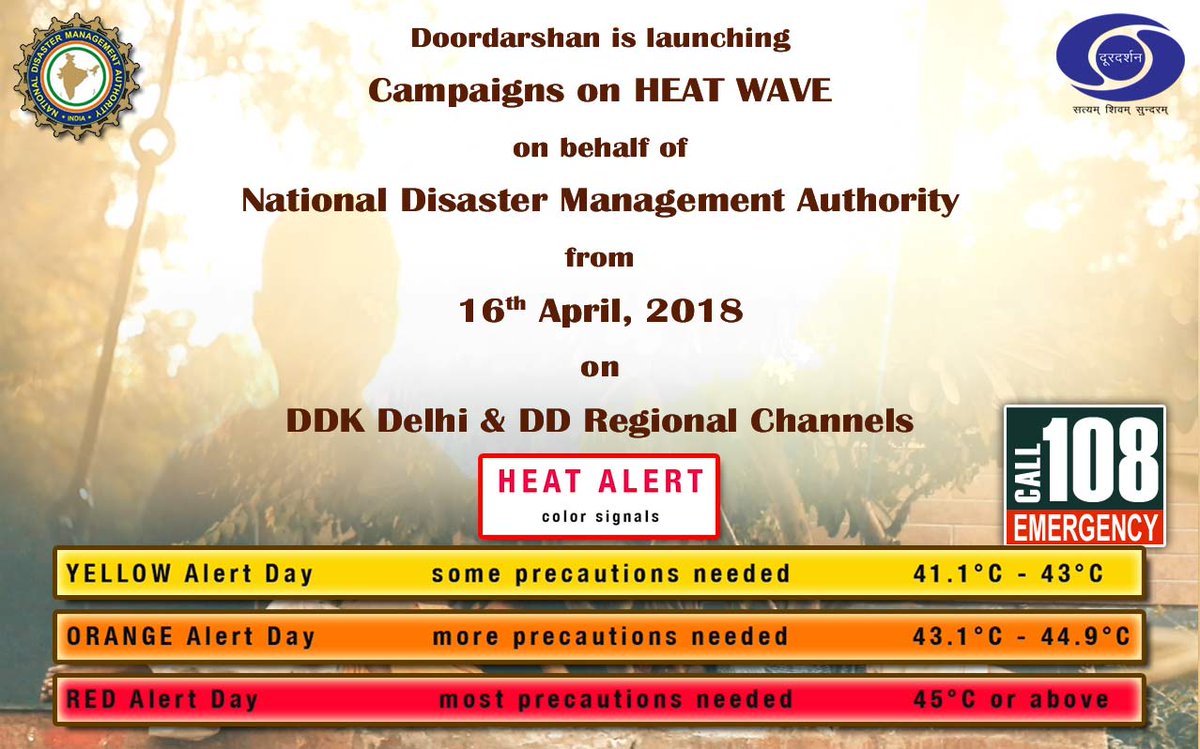 NATIONAL DISASTER MANAGEMENT AUTHORITY
INDIA
दूरदर्शन
सत्यम् शिवम् सुन्दरम्
Doordarshan is launching
Campaigns on HEAT WAVE
on behalf of
National Disaster Management Authority
from
16th April, 2018
on
DDK Delhi & DD Regional Channels
CALL 108
EMERGENCY
HEAT ALERT
color signals
YELLOW Alert Day some precautions needed 41.1°C - 43°C
ORANGE Alert Day more precautions needed 43.1°C - 44.9°C
RED Alert Day most precautions needed 45°C or above